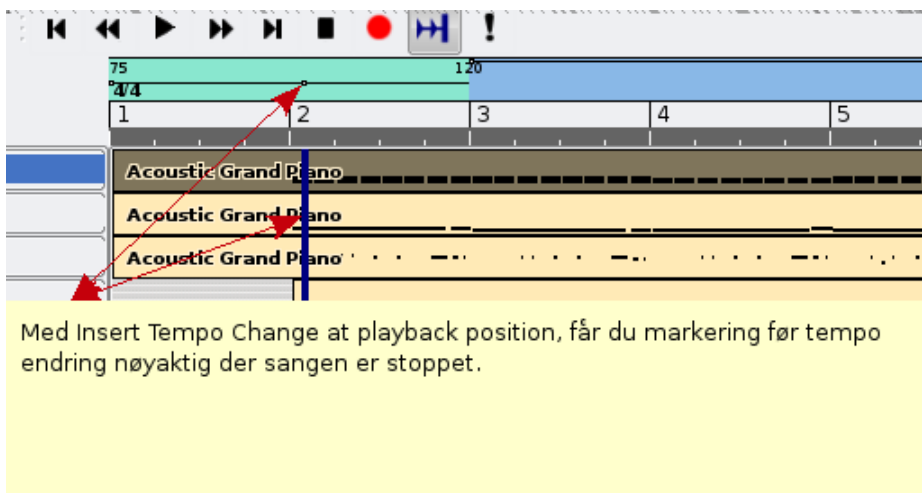 75 120
4/4
1 2 3 4 5
Acoustic Grand Piano
Acoustic Grand Piano
Acoustic Grand Piano
Med Insert Tempo Change at playback position, får du markering før tempo
endring nøyaktig der sangen er stoppet.